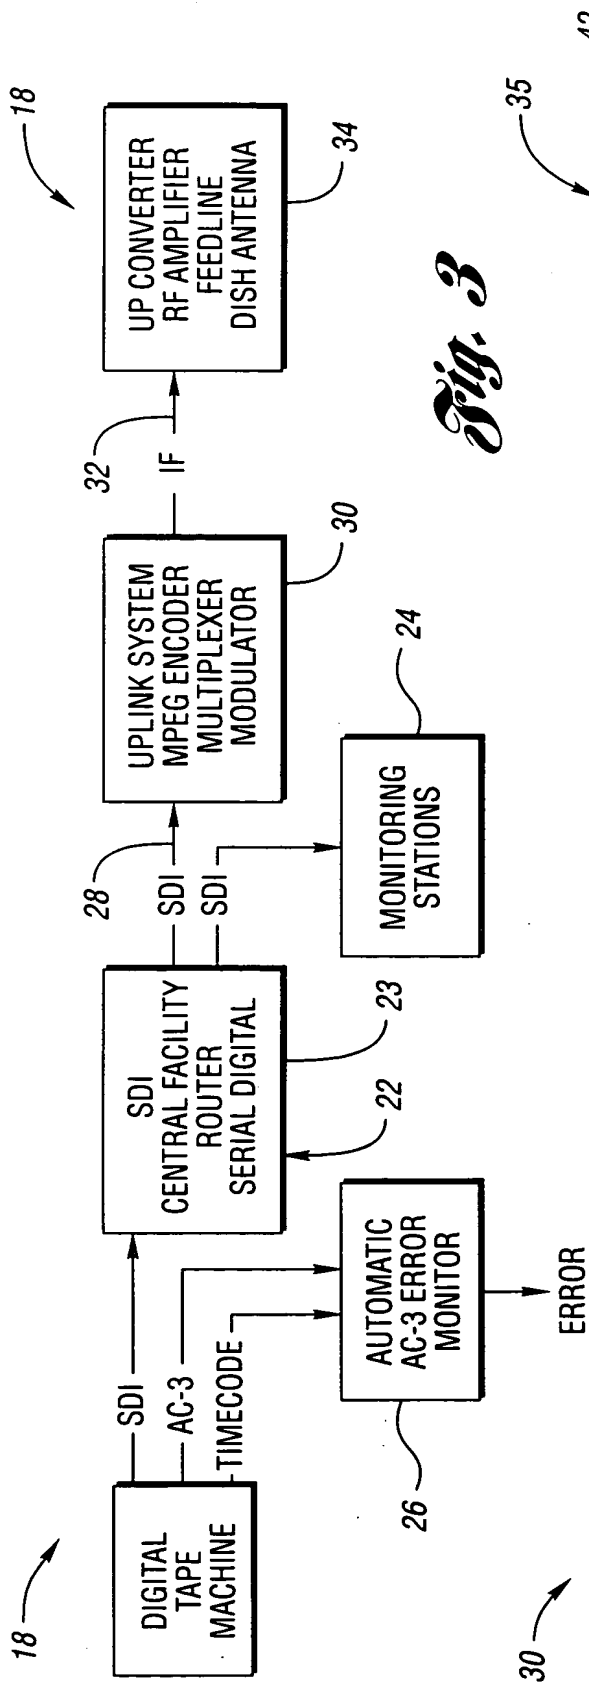 18
18
DIGITAL
TAPE
MACHINE
SDI
AC-3
TIMECODE
SDI
CENTRAL FACILITY
ROUTER
SERIAL DIGITAL
22
23
28
SDI
SDI
UPLINK SYSTEM
MPEG ENCODER
MULTIPLEXER
MODULATOR
30
32
IF
UP CONVERTER
RF AMPLIFIER
FEEDLINE
DISH ANTENNA
34
26
AUTOMATIC
AC-3 ERROR
MONITOR
ERROR
MONITORING
STATIONS
24
Fig. 3
30
35